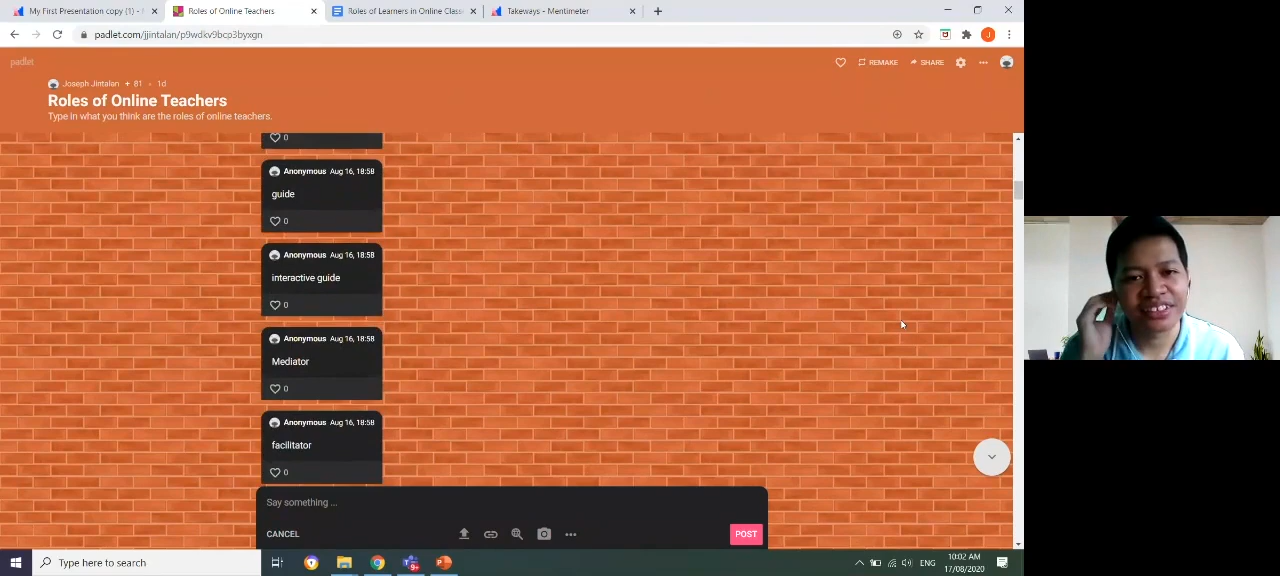 My First Presentation copy (1) -
Roles of Online Teachers
Roles of Learners in Online Class
Takeways - Mentimeter
padlet.com/jjintalan/p9wdkv9bcp3byxgn
padlet
REMAKE
SHARE
Joseph Jintalan + 81 • 1d
Roles of Online Teachers
Type in what you think are the roles of online teachers.
0
Anonymous Aug 16, 18:58
guide
0
Anonymous Aug 16, 18:58
interactive guide
0
Anonymous Aug 16, 18:58
Mediator
0
Anonymous Aug 16, 18:58
facilitator
0
Say something ...
CANCEL
POST
Type here to search
9+
ENG
10:02 AM
17/08/2020